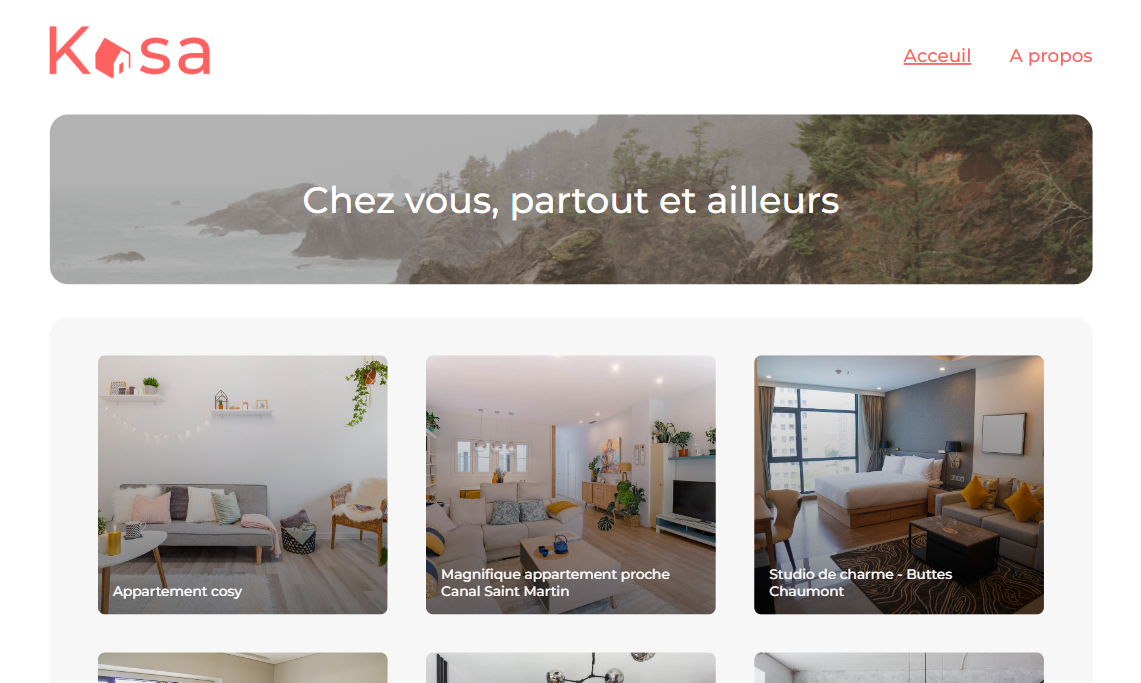 Kasa
Acceuil
A propos
Chez vous, partout et ailleurs
Appartement cosy
Magnifique appartement proche
Canal Saint Martin
Studio de charme - Buttes
Chaumont